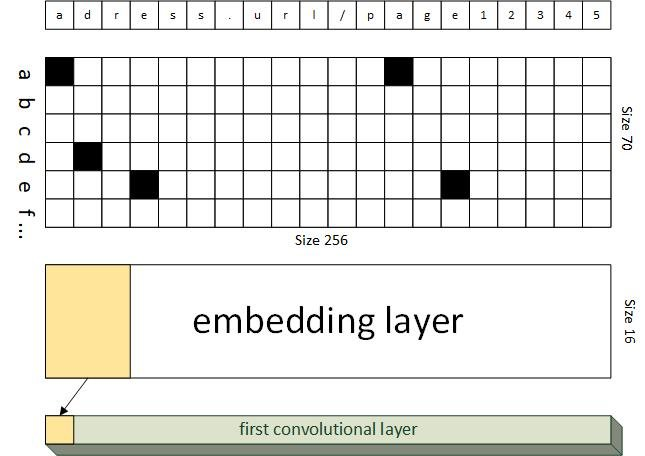 a d r e s s . u r l / p a g e 1 2 3 4 5
a
b
c
d
e
f...
Size 70
Size 256
embedding layer
Size 16
first convolutional layer